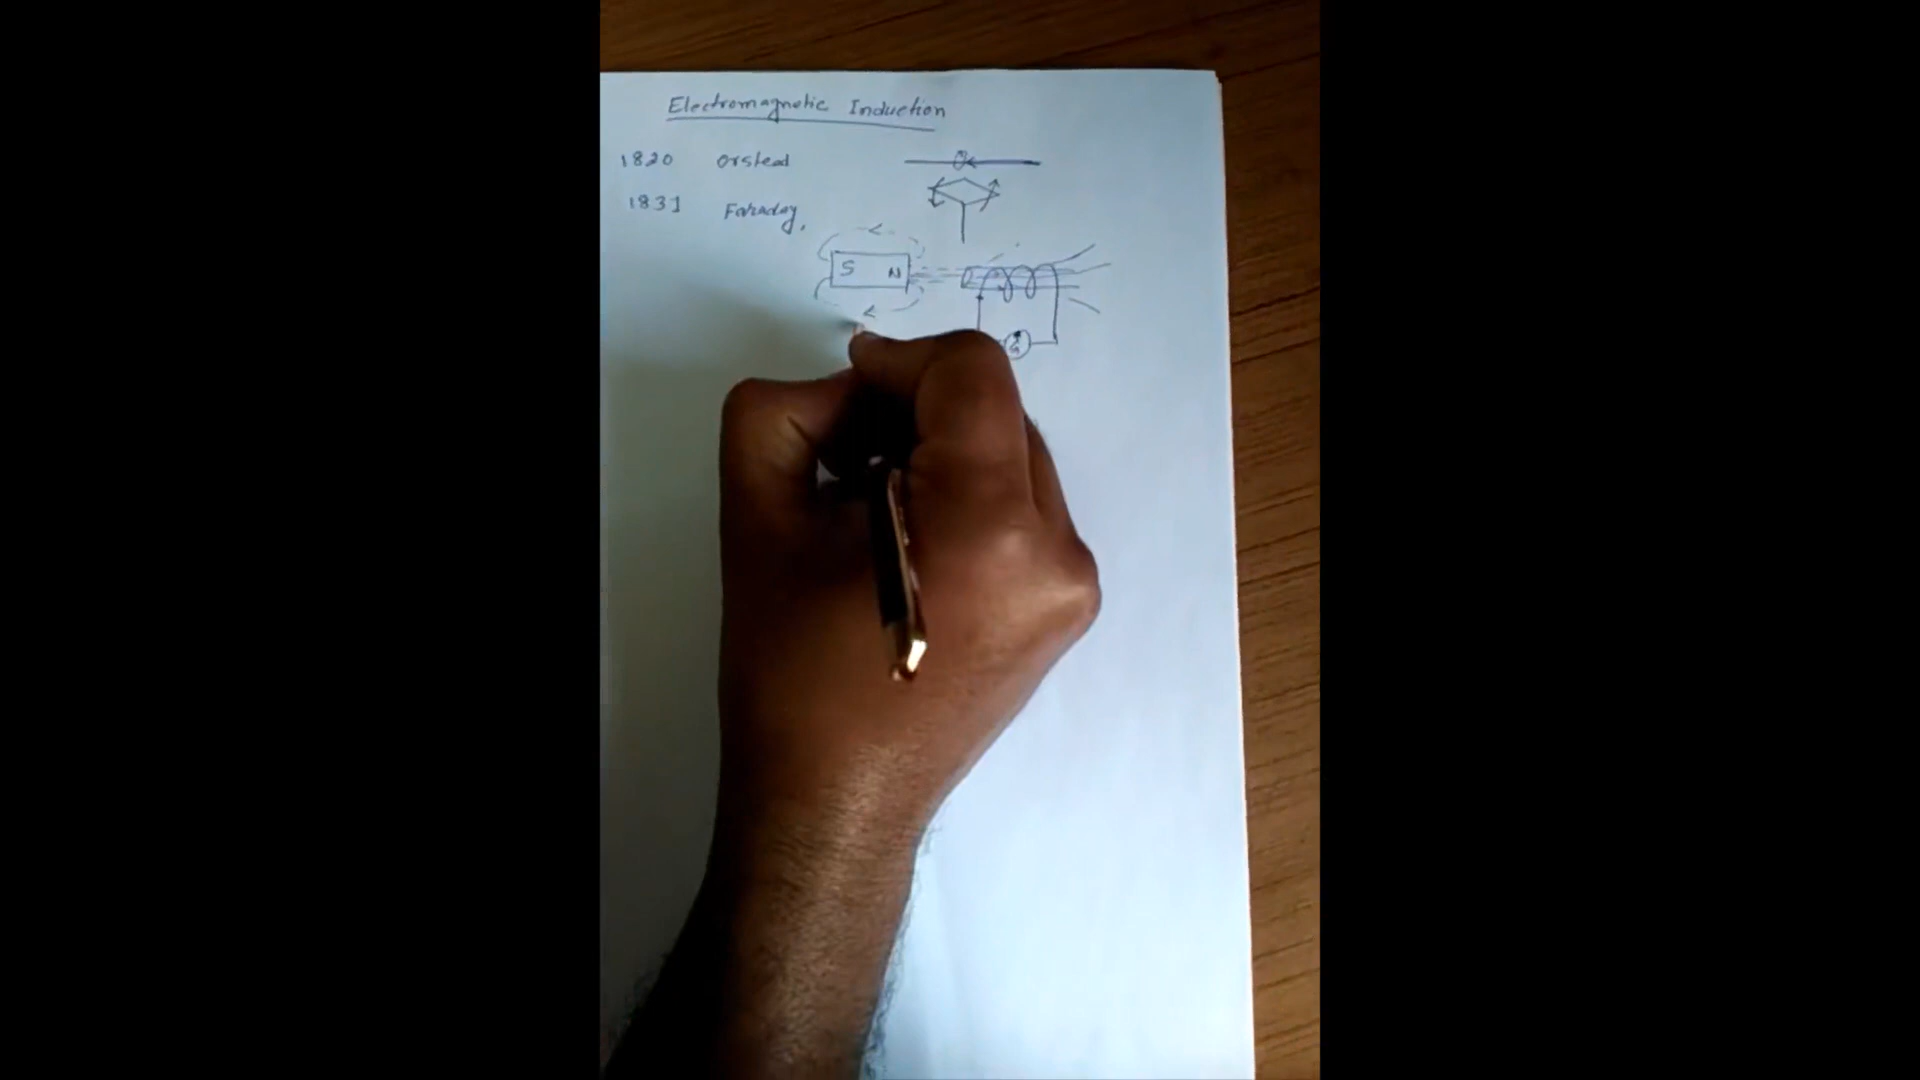 Electromagnetic Induction
1820 Orstead
1831 Faraday,
S N
G